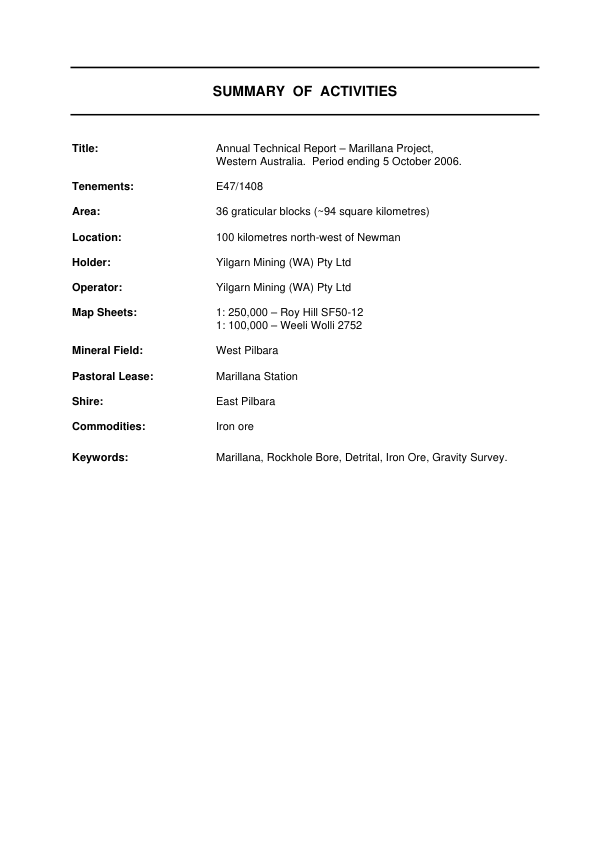 SUMMARY OF ACTIVITIES
Title: Annual Technical Report – Marillana Project,
Western Australia. Period ending 5 October 2006.
Tenements: E47/1408
Area: 36 graticular blocks (~94 square kilometres)
Location: 100 kilometres north-west of Newman
Holder: Yilgarn Mining (WA) Pty Ltd
Operator: Yilgarn Mining (WA) Pty Ltd
Map Sheets: 1: 250,000 – Roy Hill SF50-12
1: 100,000 – Weeli Wolli 2752
Mineral Field: West Pilbara
Pastoral Lease: Marillana Station
Shire: East Pilbara
Commodities: Iron ore
Keywords: Marillana, Rockhole Bore, Detrital, Iron Ore, Gravity Survey.